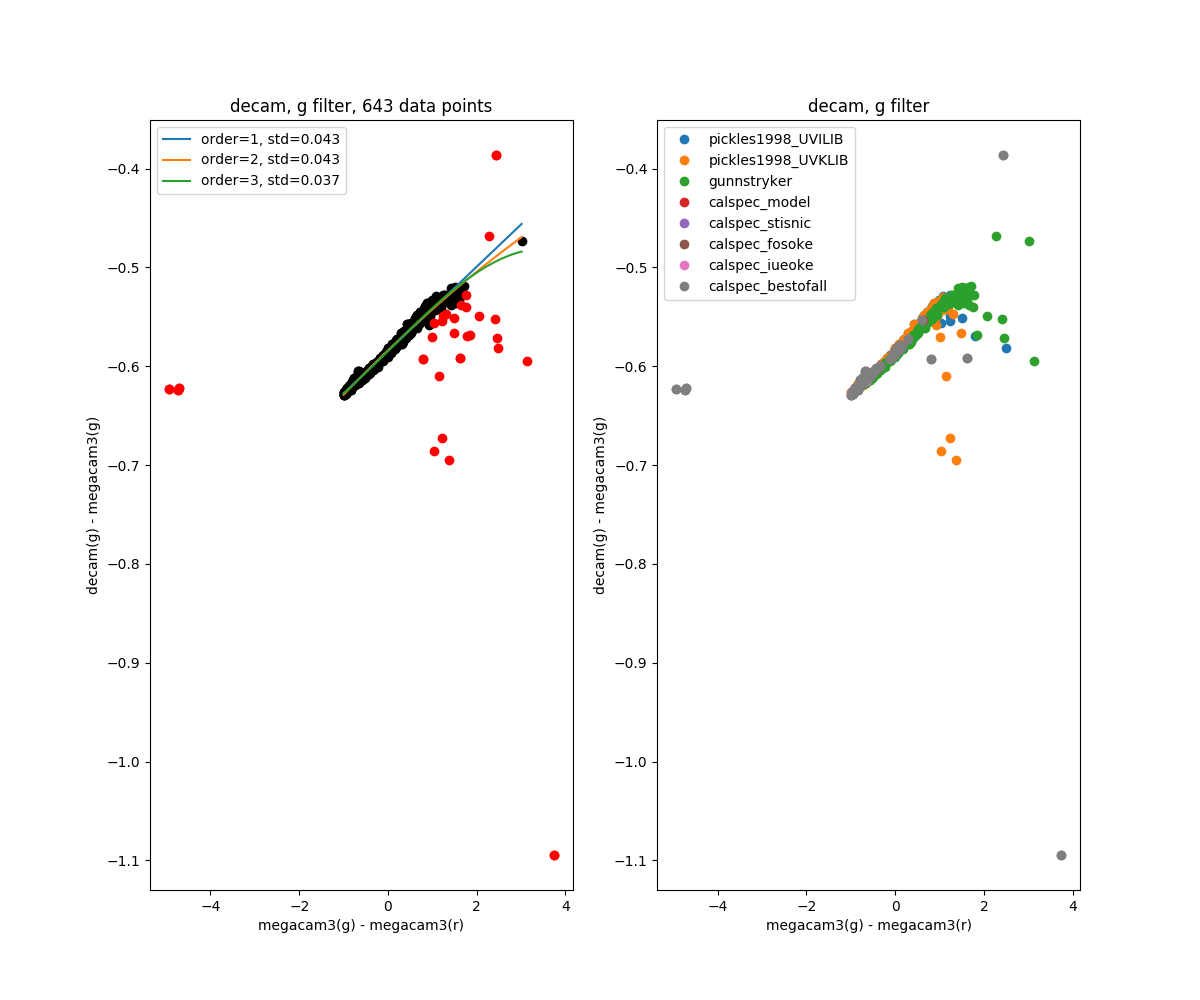 decam, g filter, 643 data points
order=1, std=0.043
order=2, std=0.043
order=3, std=0.037
−0.4
−0.5
−0.6
−0.7
−0.8
−0.9
−1.0
−1.1
decam(g) - megacam3(g)
−4
−2
0
2
4
megacam3(g) - megacam3(r)
decam, g filter
pickles1998_UVILIB
pickles1998_UVKLIB
gunnstryker
calspec_model
calspec_stisnic
calspec_fosoke
calspec_iueoke
calspec_bestofall
−0.4
−0.5
−0.6
−0.7
−0.8
−0.9
−1.0
−1.1
decam(g) - megacam3(g)
−4
−2
0
2
4
megacam3(g) - megacam3(r)